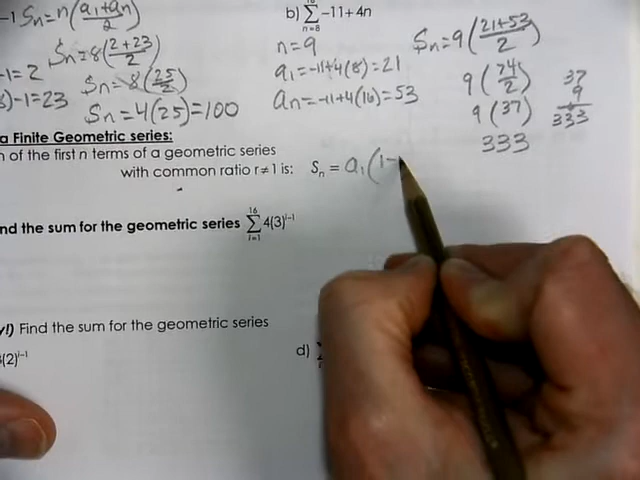 -1 Sn = n(a1+an/2)
Sn = 8(2+23/2)
-1 = 2
Sn = 8(25/2)
)-1 = 23
Sn = 4(25) = 100
b) 16 Σ n=8 -11 + 4n
n = 9
a1 = -11+4(8) = 21
an = -11+4(16) = 53
Sn = 9(21+53/2)
9(74/2)
9(37)
333
37
9
333
a Finite Geometric series:
n of the first n terms of a geometric series
with common ratio r≠1 is: Sn = a1(1-
nd the sum for the geometric series 16 Σ i=1 4(3)^i-1
y!) Find the sum for the geometric series
(2)^i-1
d)